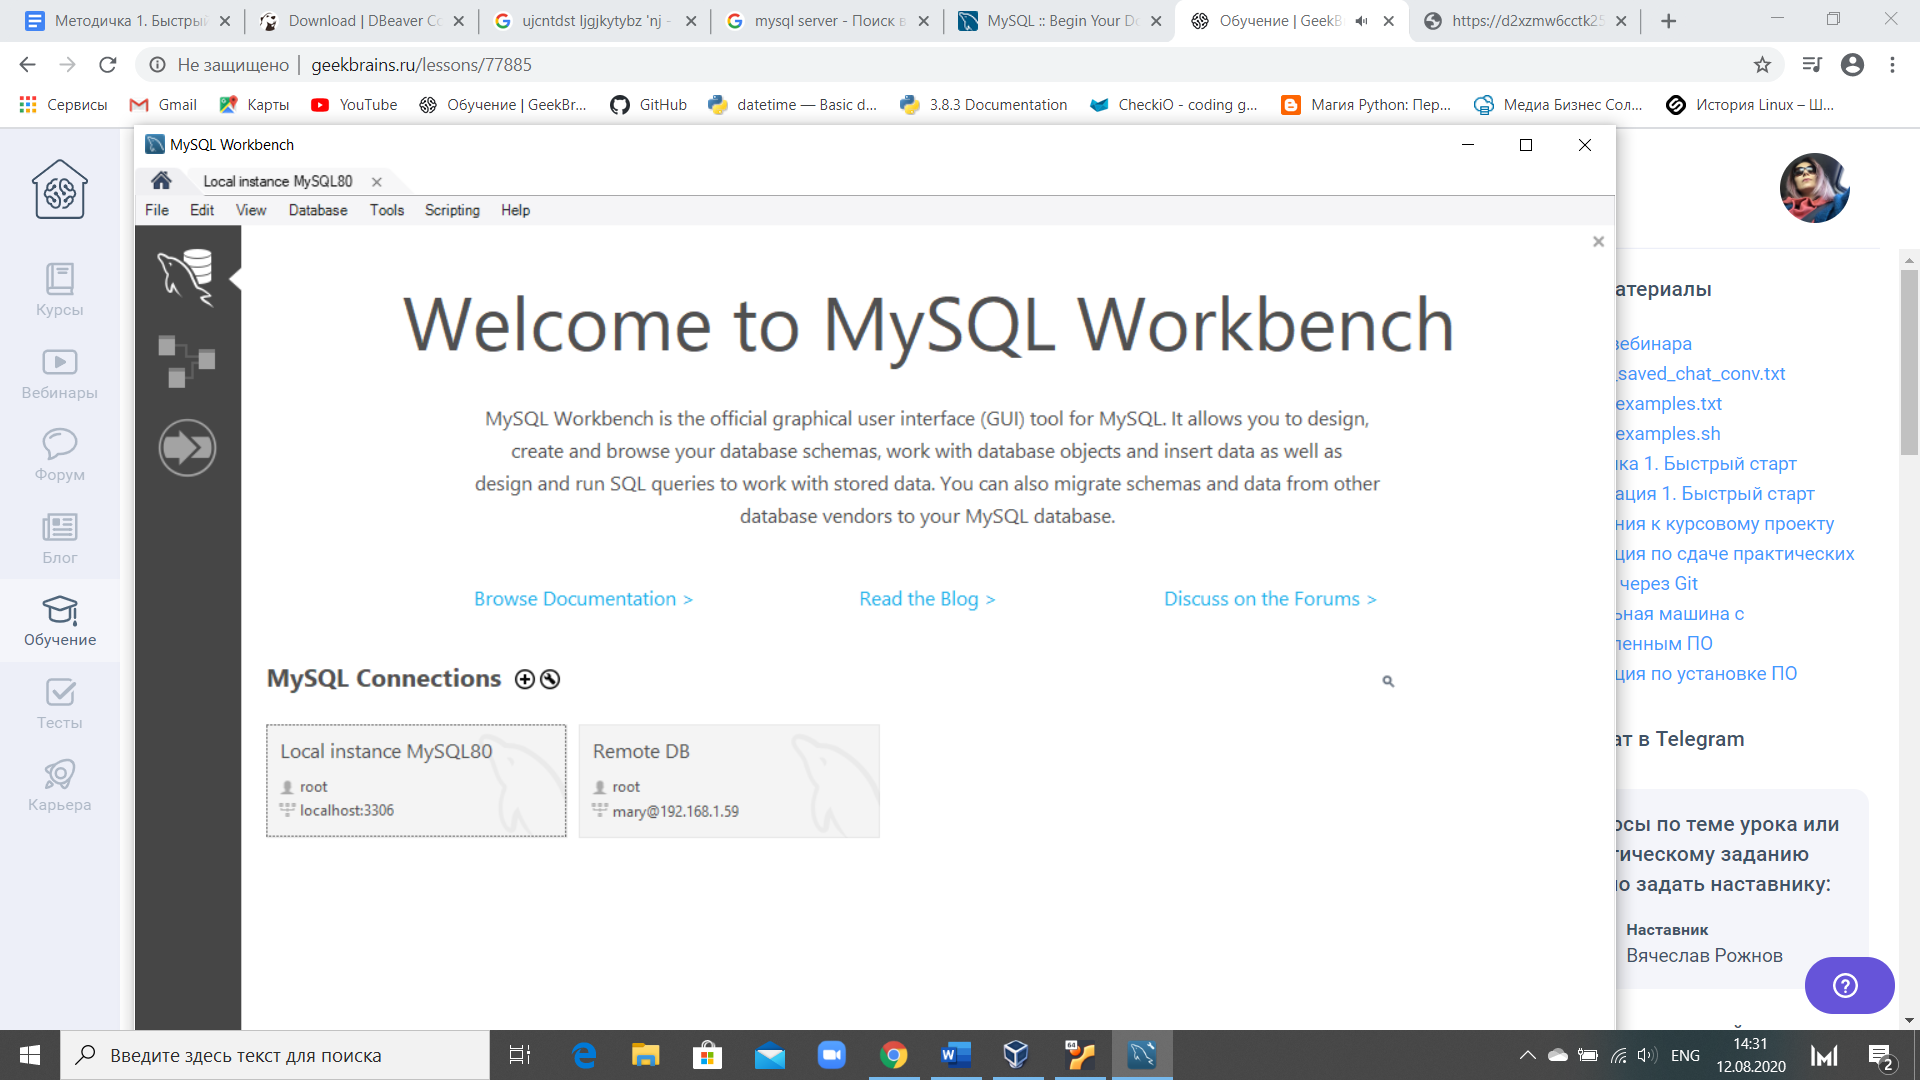 Методичка 1. Быстрый
Download | DBeaver Co
ujcntdst ljgjkytybz 'nj -
mysql server - Поиск в
MySQL :: Begin Your Do
Обучение | GeekBr
https://d2xzmw6cctk25
Не защищено | geekbrains.ru/lessons/77885
Сервисы
Gmail
Карты
YouTube
Обучение | GeekBr...
GitHub
datetime — Basic d...
3.8.3 Documentation
CheckiO - coding g...
Магия Python: Пер...
Медиа Бизнес Сол...
История Linux – Ш...
Курсы
Вебинары
Форум
Блог
Обучение
Тесты
Карьера
MySQL Workbench
Local instance MySQL80
File Edit View Database Tools Scripting Help
Welcome to MySQL Workbench
MySQL Workbench is the official graphical user interface (GUI) tool for MySQL. It allows you to design,
create and browse your database schemas, work with database objects and insert data as well as
design and run SQL queries to work with stored data. You can also migrate schemas and data from other
database vendors to your MySQL database.
Browse Documentation >
Read the Blog >
Discuss on the Forums >
MySQL Connections
Local instance MySQL80
root
localhost:3306
Remote DB
root
mary@192.168.1.59
атериалы
вебинара
_saved_chat_conv.txt
examples.txt
examples.sh
ка 1. Быстрый старт
ация 1. Быстрый старт
ния к курсовому проекту
ция по сдаче практических
через Git
ьная машина с
ленным ПО
ция по установке ПО
ат в Telegram
осы по теме урока или
тическому заданию
о задать наставнику:
Наставник
Вячеслав Рожнов
Введите здесь текст для поиска
64
ENG
14:31
12.08.2020
2